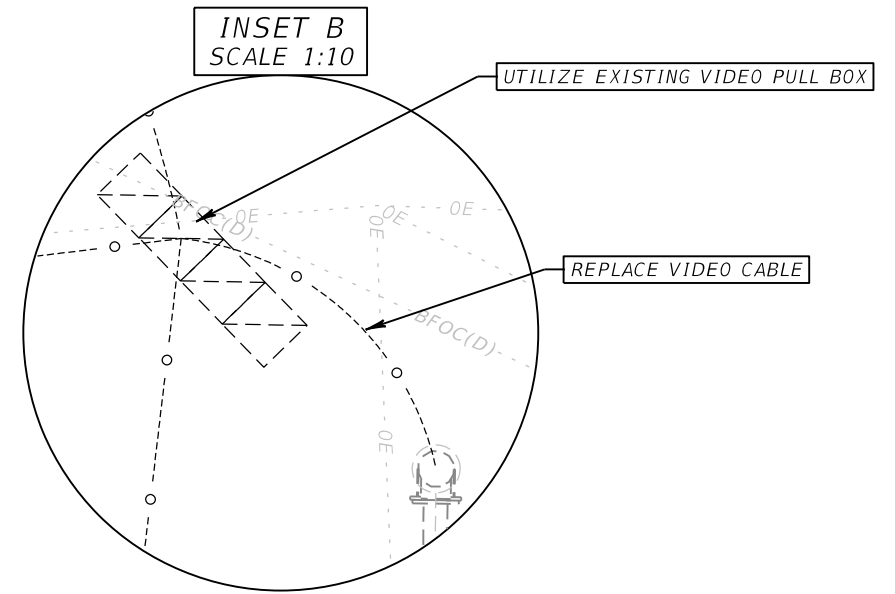 INSET B
SCALE 1:10
UTILIZE EXISTING VIDEO PULL BOX
BFOC(D)
OE
OE
OE
OE
REPLACE VIDEO CABLE
BFOC(D)
OE